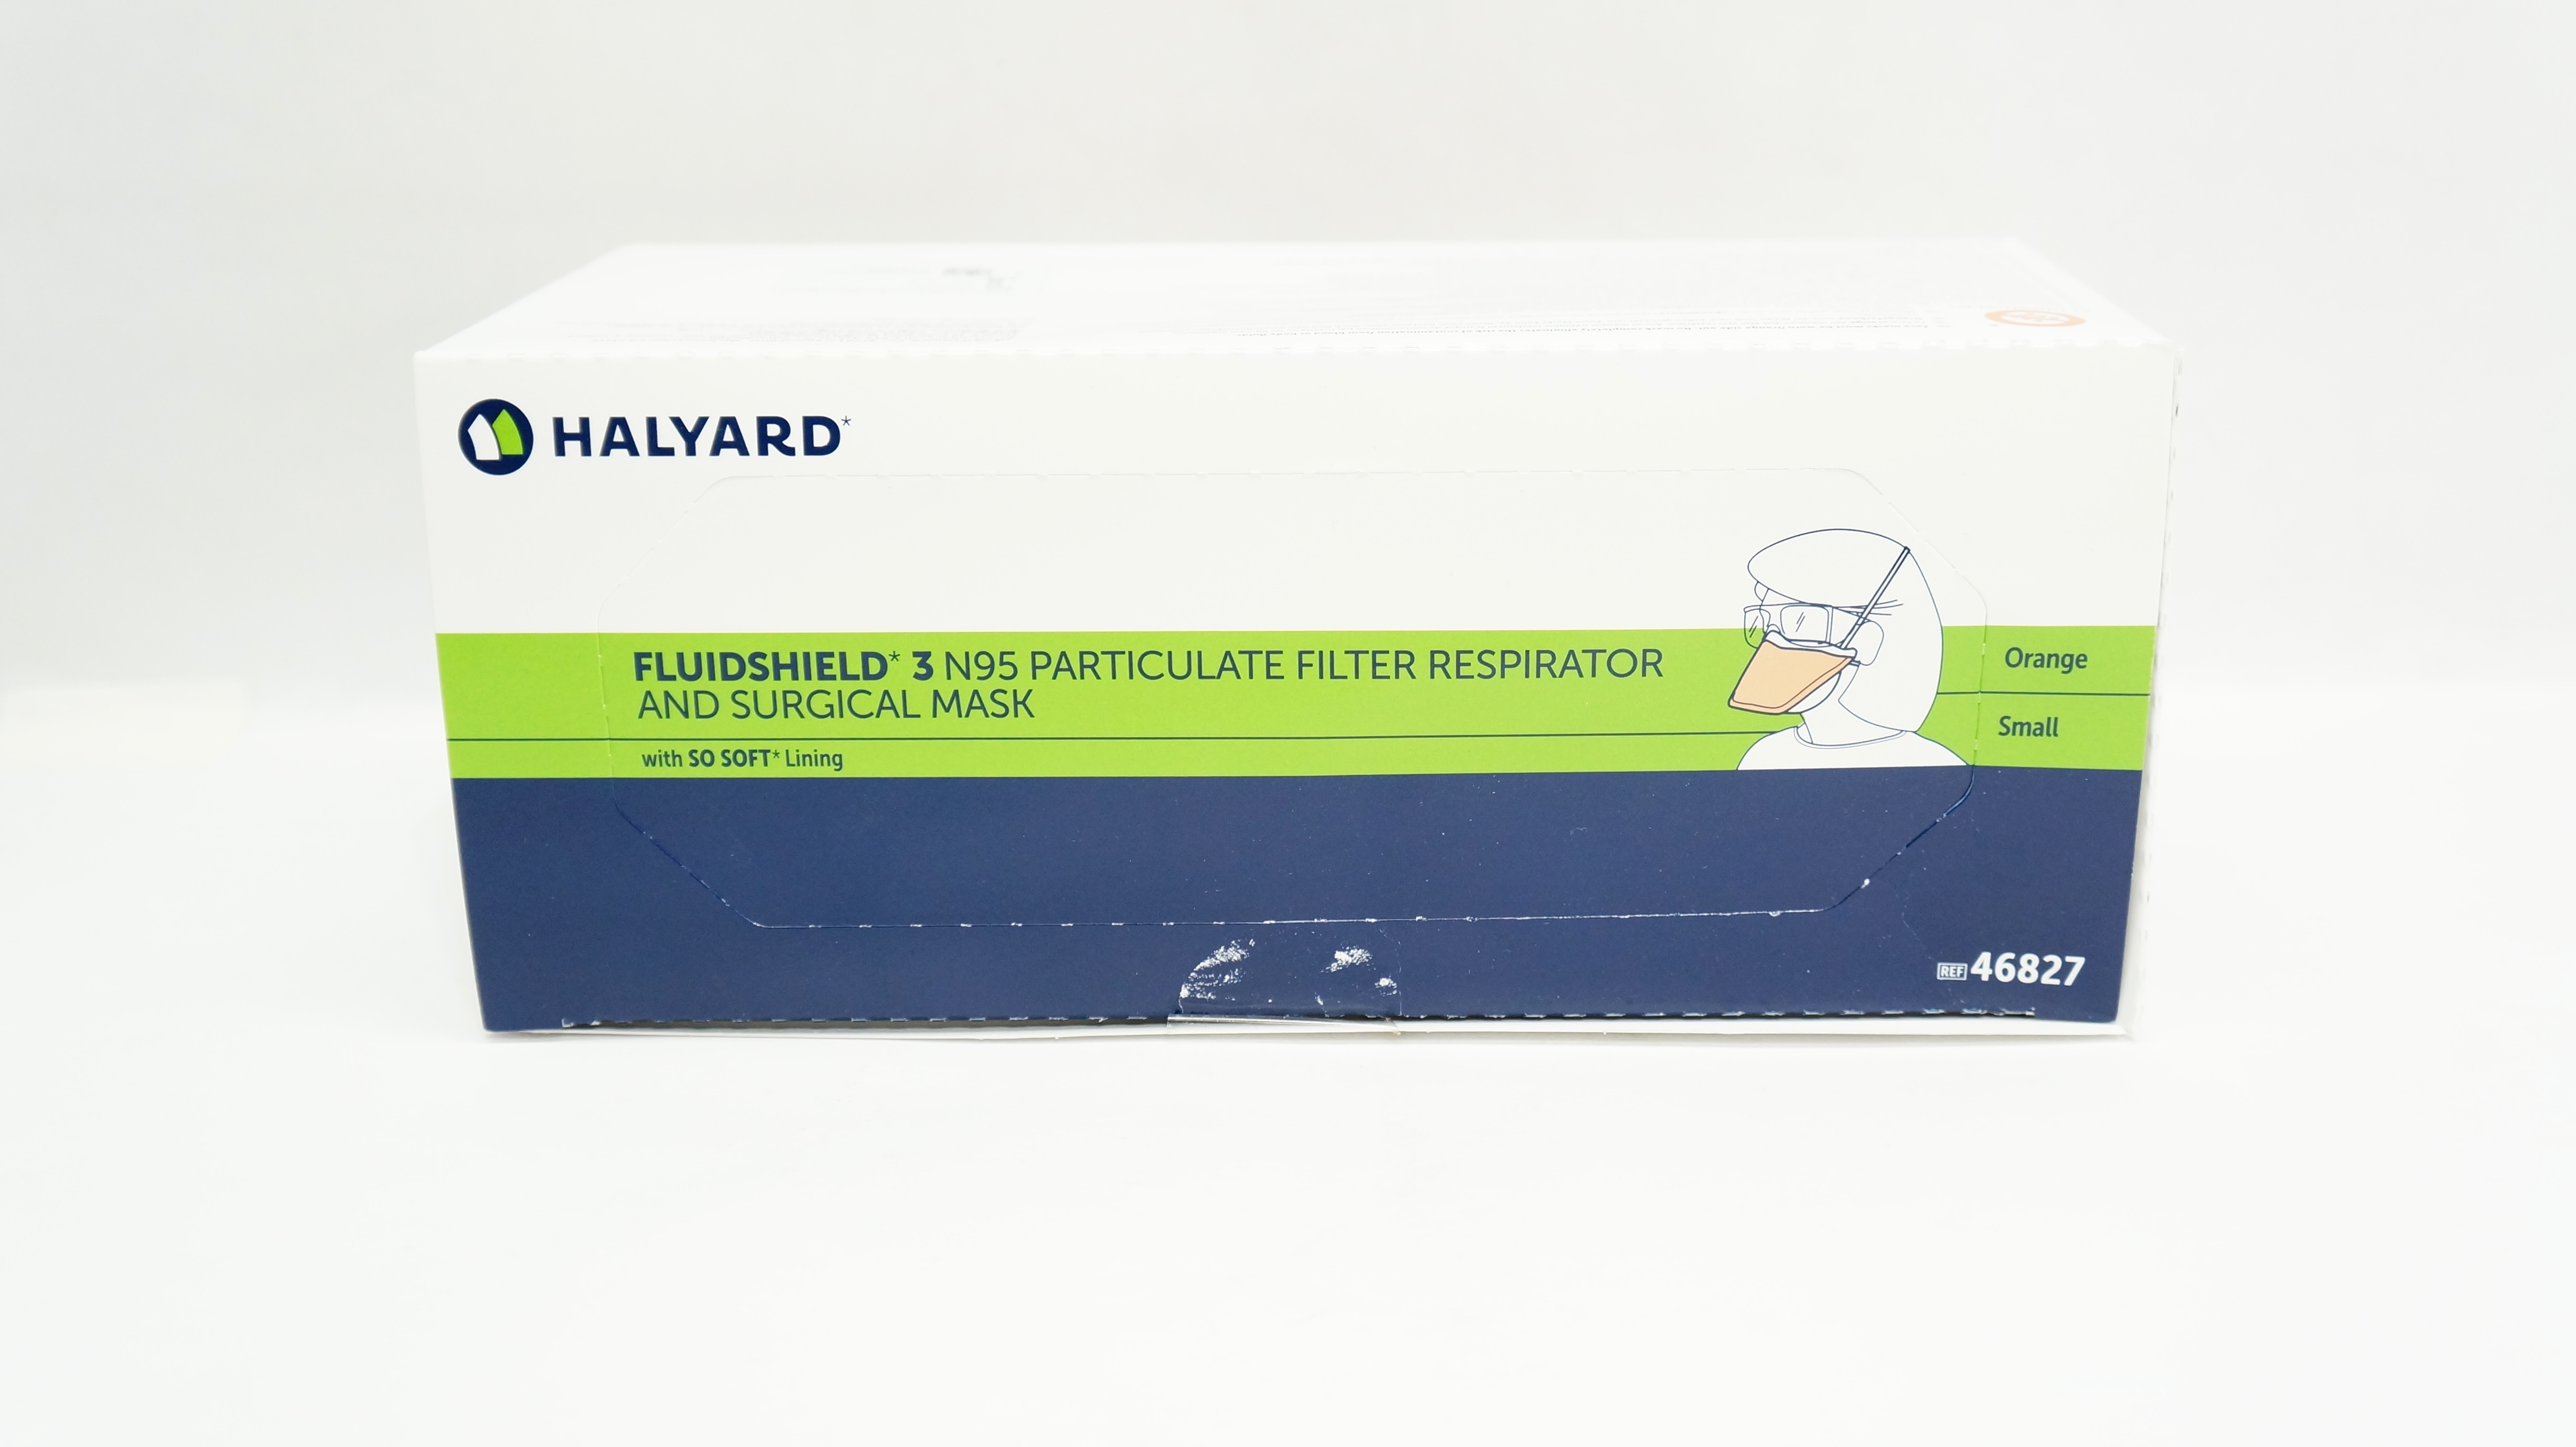 HALYARD*
FLUIDSHIELD* 3 N95 PARTICULATE FILTER RESPIRATOR
AND SURGICAL MASK
with SO SOFT* Lining
Orange
Small
REF 46827